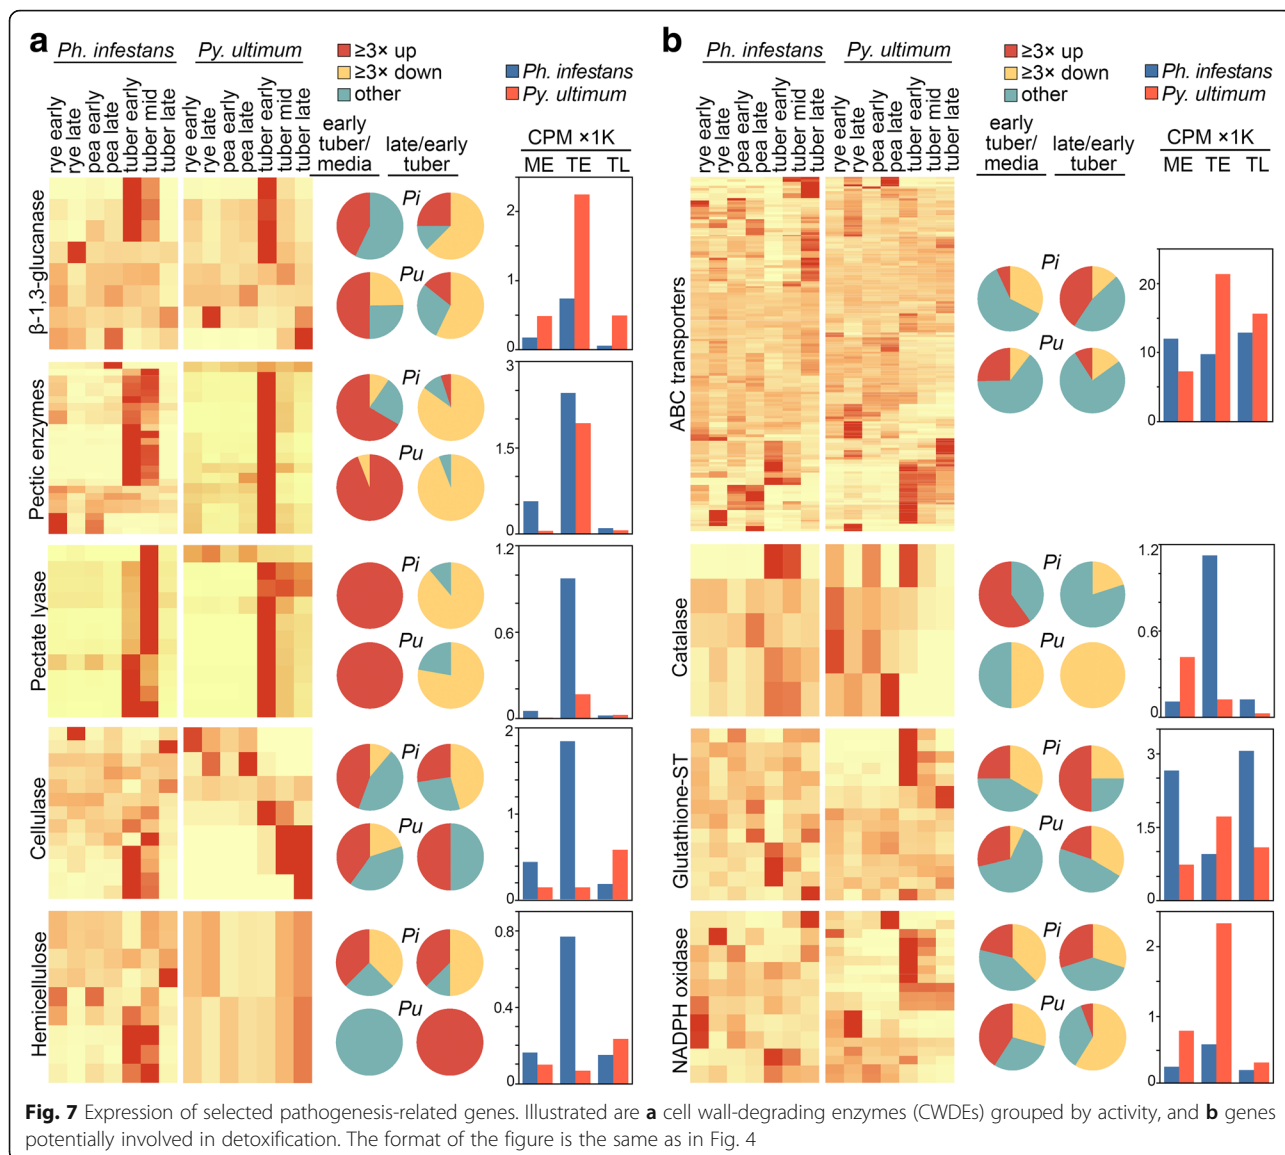 a
Ph. infestans
Py. ultimum
≥3× up
≥3× down
other
Ph. infestans
Py. ultimum
rye early
rye late
pea early
pea late
tuber early
tuber mid
tuber late
rye early
rye late
pea early
pea late
tuber early
tuber mid
tuber late
early
tuber/
media
late/early
tuber
CPM ×1K
ME TE TL
β-1,3-glucanase
Pi
Pu
2
1
0
Pectic enzymes
Pi
Pu
3
1.5
0
Pectate lyase
Pi
Pu
1.2
0.6
0
Cellulase
Pi
Pu
2
1
0
Hemicellulose
Pi
Pu
0.8
0.4
0
b
Ph. infestans
Py. ultimum
≥3× up
≥3× down
other
Ph. infestans
Py. ultimum
rye early
rye late
pea early
pea late
tuber early
tuber mid
tuber late
rye early
rye late
pea early
pea late
tuber early
tuber mid
tuber late
early
tuber/
media
late/early
tuber
CPM ×1K
ME TE TL
ABC transporters
Pi
Pu
20
10
0
Catalase
Pi
Pu
1.2
0.6
0
Glutathione-ST
Pi
Pu
3
1.5
0
NADPH oxidase
Pi
Pu
2
1
0
Fig. 7 Expression of selected pathogenesis-related genes. Illustrated are a cell wall-degrading enzymes (CWDEs) grouped by activity, and b genes
potentially involved in detoxification. The format of the figure is the same as in Fig. 4